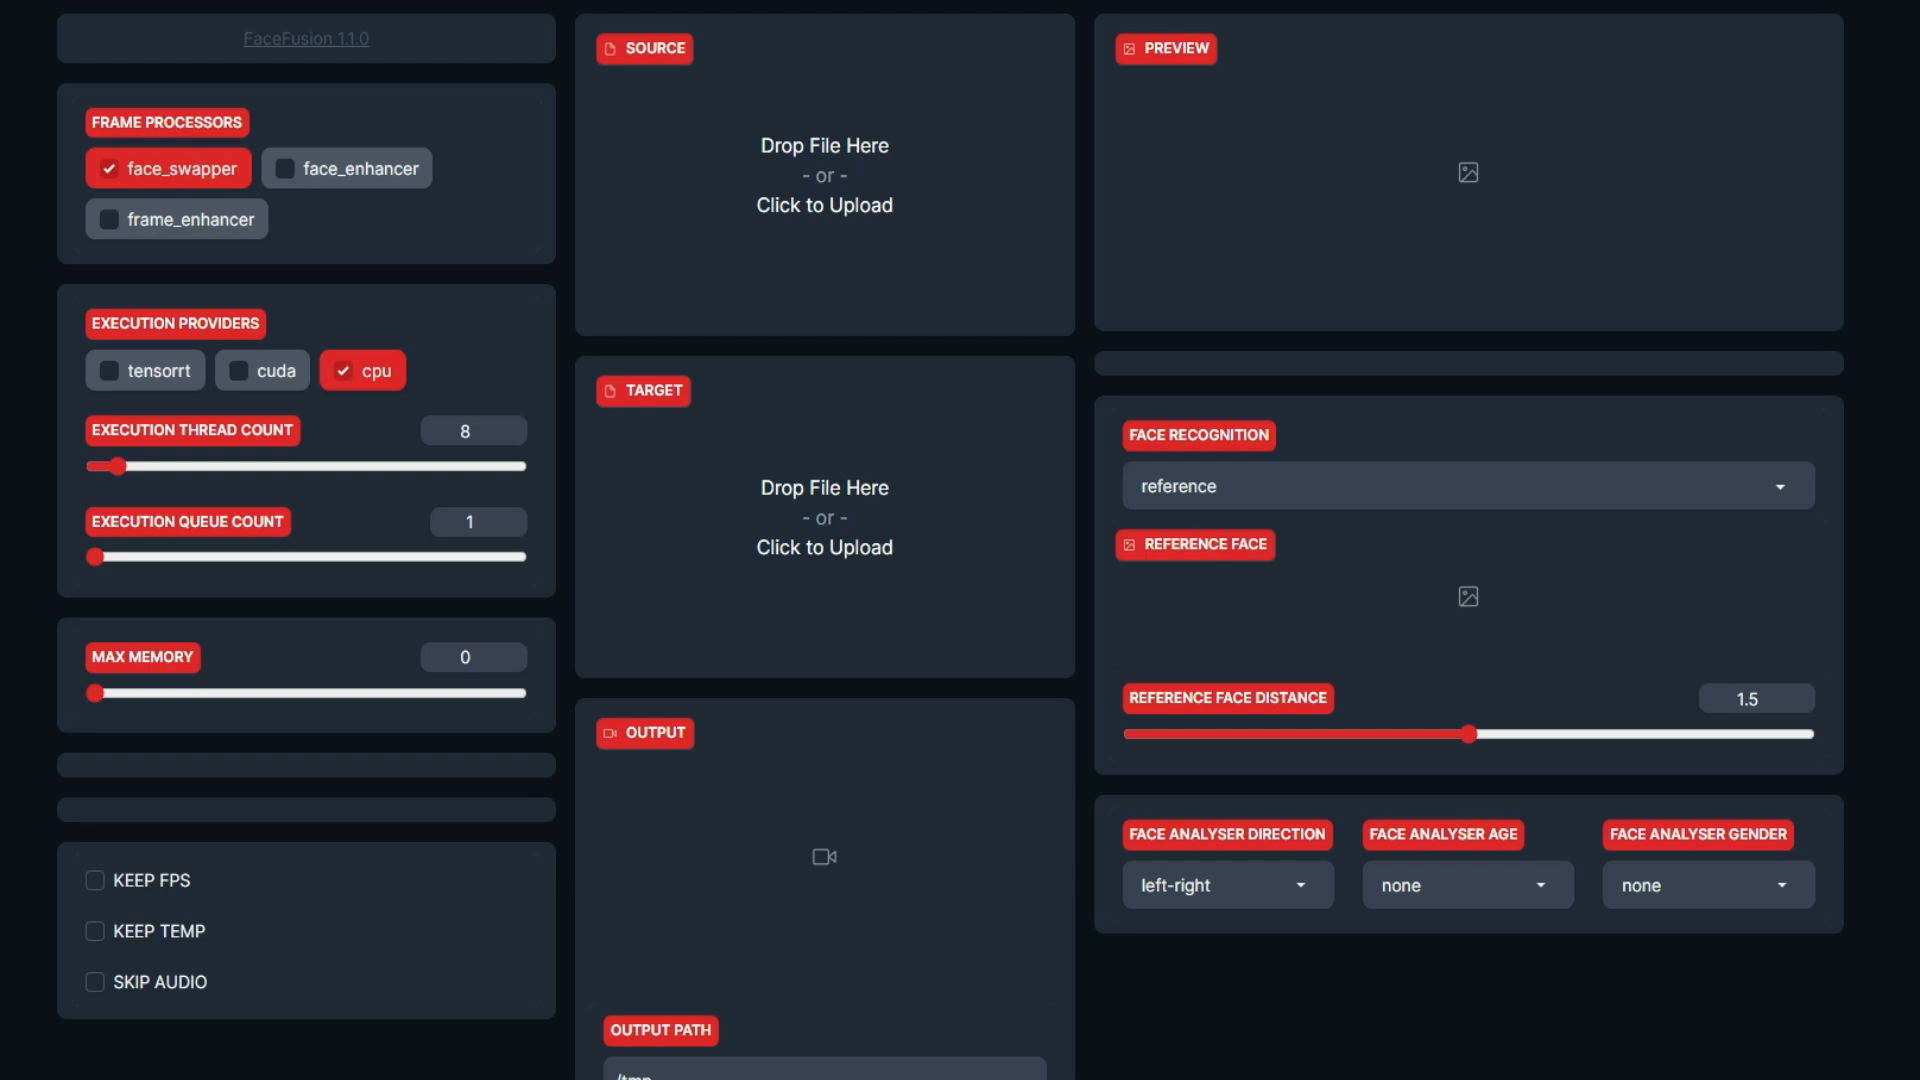 FaceFusion 1.1.0
FRAME PROCESSORS
face_swapper
face_enhancer
frame_enhancer
EXECUTION PROVIDERS
tensorrt
cuda
cpu
EXECUTION THREAD COUNT
8
EXECUTION QUEUE COUNT
1
MAX MEMORY
0
KEEP FPS
KEEP TEMP
SKIP AUDIO
SOURCE
Drop File Here
- or -
Click to Upload
TARGET
Drop File Here
- or -
Click to Upload
OUTPUT
OUTPUT PATH
/tmp
PREVIEW
FACE RECOGNITION
reference
REFERENCE FACE
REFERENCE FACE DISTANCE
1.5
FACE ANALYSER DIRECTION
left-right
FACE ANALYSER AGE
none
FACE ANALYSER GENDER
none